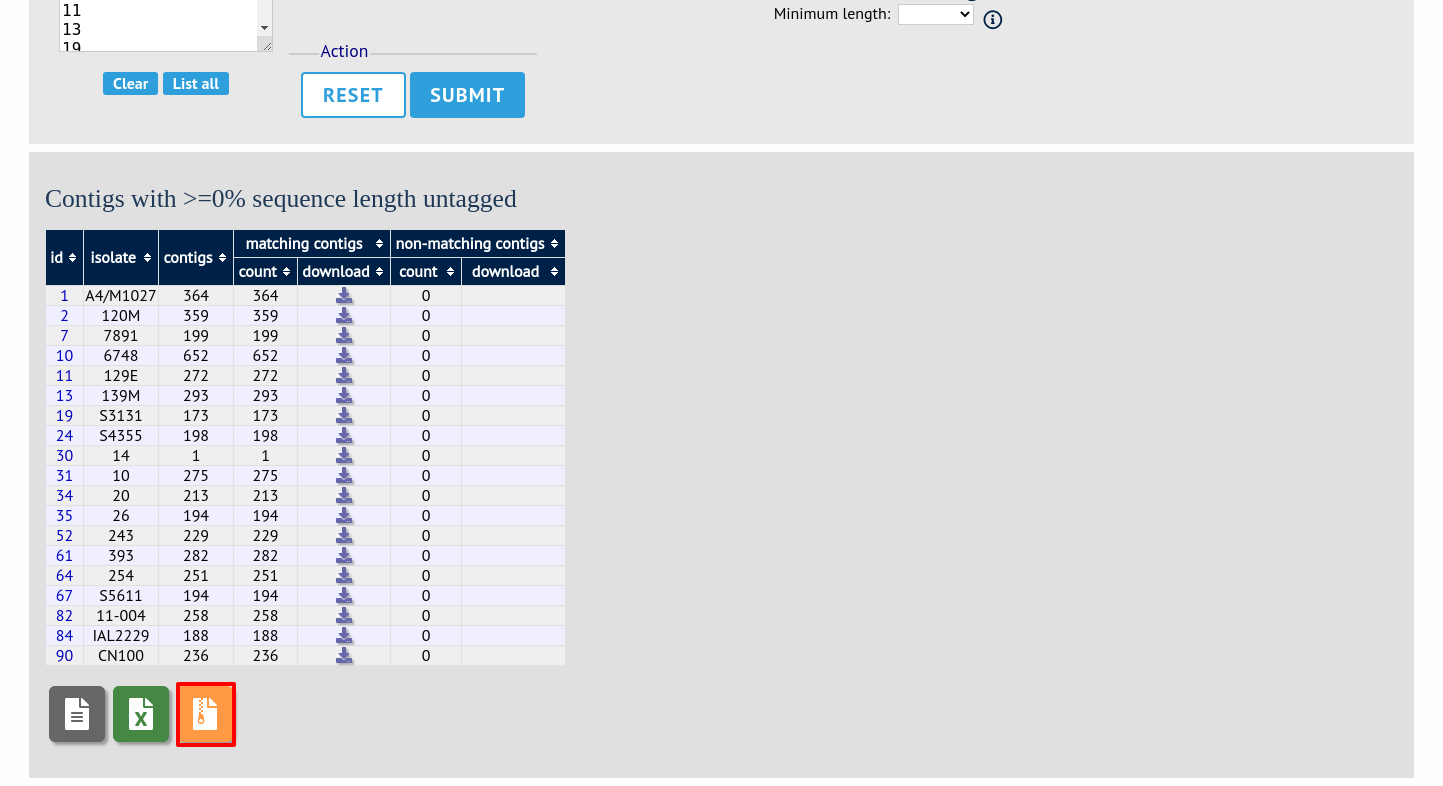 11
13
19
Minimum length:
Action
Clear List all
RESET SUBMIT
Contigs with >=0% sequence length untagged
id isolate contigs matching contigs non-matching contigs
count download count download
1 A4/M1027 364 364 0
2 120M 359 359 0
7 7891 199 199 0
10 6748 652 652 0
11 129E 272 272 0
13 139M 293 293 0
19 S3131 173 173 0
24 S4355 198 198 0
30 14 1 1 0
31 10 275 275 0
34 20 213 213 0
35 26 194 194 0
52 243 229 229 0
61 393 282 282 0
64 254 251 251 0
67 S5611 194 194 0
82 11-004 258 258 0
84 IAL2229 188 188 0
90 CN100 236 236 0